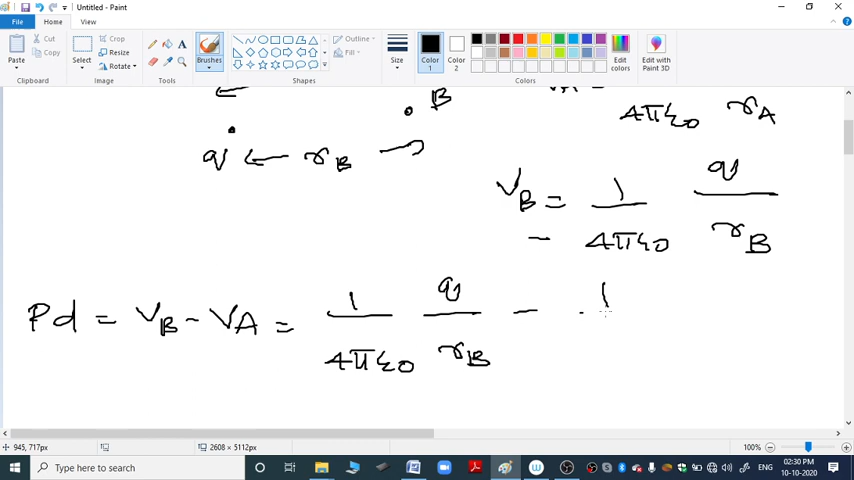 Untitled - Paint
File Home View
Paste Cut Copy Select Crop Resize Rotate A Brushes Outline Fill Size Color 1 Color 2 Edit colors Edit with Paint 3D
Clipboard Image Tools Shapes Colors
B
4πε0 rA
q ← rB
VB = 1 q
4πε0 rB
Pd = VB - VA = 1 q - 1
4πε0 rB
945, 717px 2608 × 5112px 100%
Type here to search ENG 02:30 PM
10-10-2020